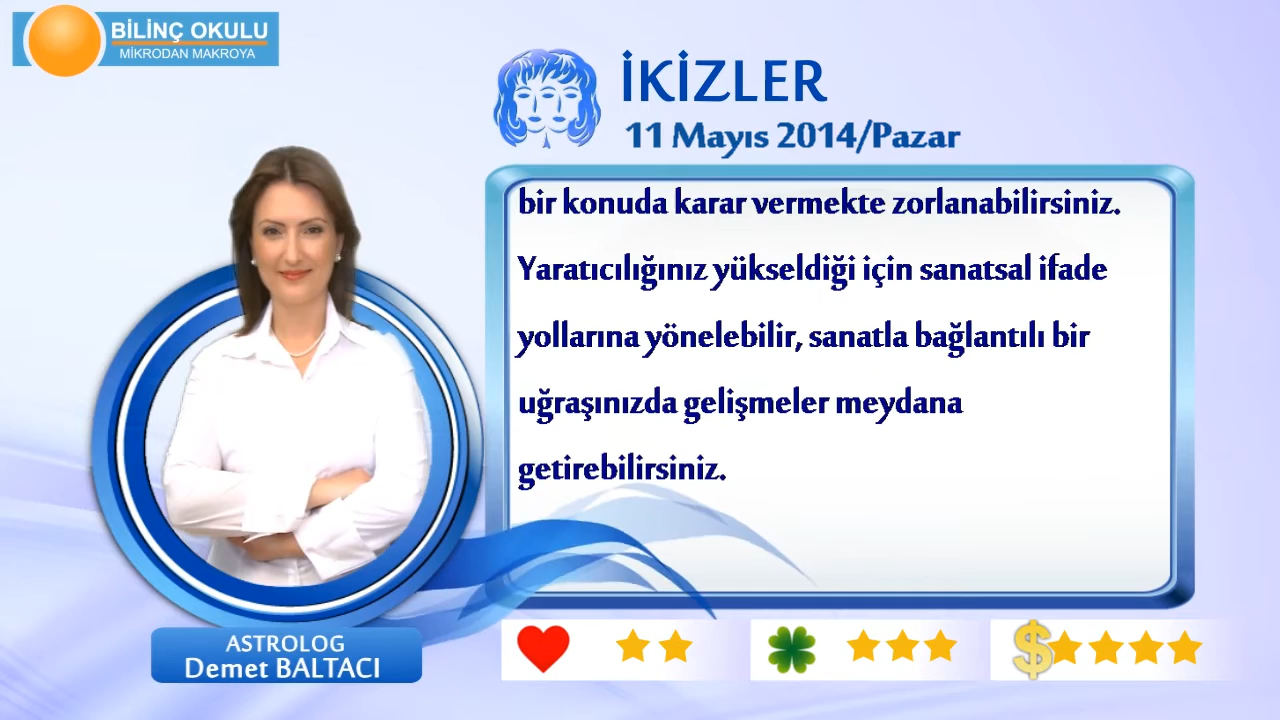 BİLİNÇ OKULU
MİKRODAN MAKROYA
İKİZLER
11 Mayıs 2014/Pazar
bir konuda karar vermekte zorlanabilirsiniz.
Yaratıcılığınız yükseldiği için sanatsal ifade
yollarına yönelebilir, sanatla bağlantılı bir
uğraşınızda gelişmeler meydana
getirebilirsiniz.
ASTROLOG
Demet BALTACI
$